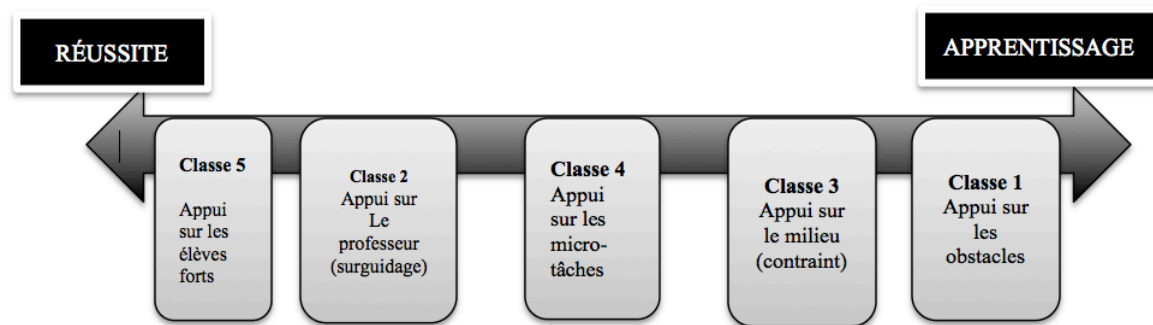 RÉUSSITE
APPRENTISSAGE
Classe 5
Appui
sur les
élèves
forts
Classe 2
Appui sur
Le
professeur
(surguidage)
Classe 4
Appui
sur les
micro-
tâches
Classe 3
Appui sur
le milieu
(contraint)
Classe 1
Appui sur
les
obstacles